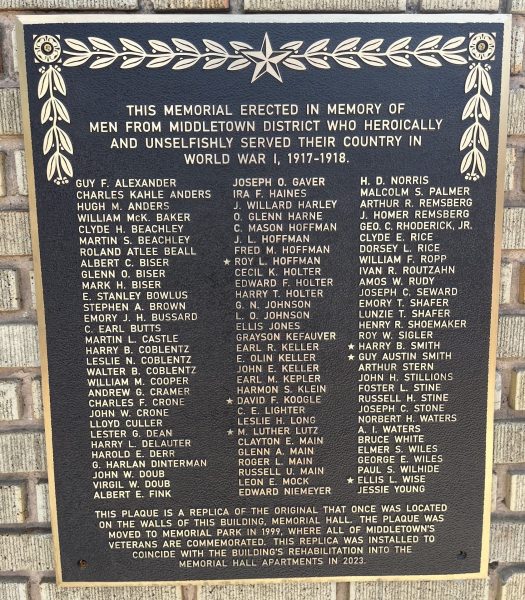 THIS MEMORIAL ERECTED IN MEMORY OF
MEN FROM MIDDLETOWN DISTRICT WHO HEROICALLY
AND UNSELFISHLY SERVED THEIR COUNTRY IN
WORLD WAR I, 1917-1918.
GUY F. ALEXANDER
CHARLES KAHLE ANDERS
HUGH M. ANDERS
WILLIAM McK. BAKER
CLYDE H. BEACHLEY
MARTIN S. BEACHLEY
ROLAND ATLEE BEALL
ALBERT C. BISER
GLENN O. BISER
MARK H. BISER
E. STANLEY BOWLUS
STEPHEN A. BROWN
EMORY J. H. BUSSARD
C. EARL BUTTS
MARTIN L. CASTLE
HARRY B. COBLENTZ
LESLIE N. COBLENTZ
WALTER B. COBLENTZ
WILLIAM M. COOPER
ANDREW G. CRAMER
CHARLES F. CRONE
JOHN W. CRONE
LLOYD CULLER
LESTER G. DEAN
HARRY L. DELAUTER
HAROLD E. DERR
G. HARLAN DINTERMAN
JOHN W. DOUB
VIRGIL W. DOUB
ALBERT E. FINK
JOSEPH O. GAVER
IRA F. HAINES
J. WILLARD HARLEY
O. GLENN HARNE
C. MASON HOFFMAN
J. L. HOFFMAN
FRED M. HOFFMAN
★ ROY L. HOFFMAN
CECIL K. HOLTER
EDWARD F. HOLTER
HARRY T. HOLTER
G. N. JOHNSON
L. O. JOHNSON
ELLIS JONES
GRAYSON KEFAUVER
EARL R. KELLER
E. OLIN KELLER
JOHN E. KELLER
EARL M. KEPLER
HARMON S. KLEIN
★ DAVID F. KOOGLE
C. E. LIGHTER
LESLIE H. LONG
★ M. LUTHER LUTZ
CLAYTON E. MAIN
GLENN A. MAIN
ROGER L. MAIN
RUSSELL U. MAIN
LEON E. MOCK
EDWARD NIEMEYER
H. D. NORRIS
MALCOLM S. PALMER
ARTHUR R. REMSBERG
J. HOMER REMSBERG
GEO. C. RHODERICK, JR.
CLYDE E. RICE
DORSEY L. RICE
WILLIAM F. ROPP
IVAN R. ROUTZAHN
AMOS W. RUDY
JOSEPH C. SEWARD
EMORY T. SHAFER
LUNZIE T. SHAFER
HENRY R. SHOEMAKER
ROY W. SIGLER
★ HARRY B. SMITH
★ GUY AUSTIN SMITH
ARTHUR STERN
JOHN H. STILLIONS
FOSTER L. STINE
RUSSELL H. STINE
JOSEPH C. STONE
NORBERT H. WATERS
A. I. WATERS
BRUCE WHITE
ELMER S. WILES
GEORGE E. WILES
PAUL S. WILHIDE
★ ELLIS L. WISE
JESSIE YOUNG
THIS PLAQUE IS A REPLICA OF THE ORIGINAL THAT ONCE WAS LOCATED
ON THE WALLS OF THIS BUILDING, MEMORIAL HALL. THE PLAQUE WAS
MOVED TO MEMORIAL PARK IN 1999, WHERE ALL OF MIDDLETOWN'S
VETERANS ARE COMMEMORATED. THIS REPLICA WAS INSTALLED TO
COINCIDE WITH THE BUILDING'S REHABILITATION INTO THE
MEMORIAL HALL APARTMENTS IN 2023.